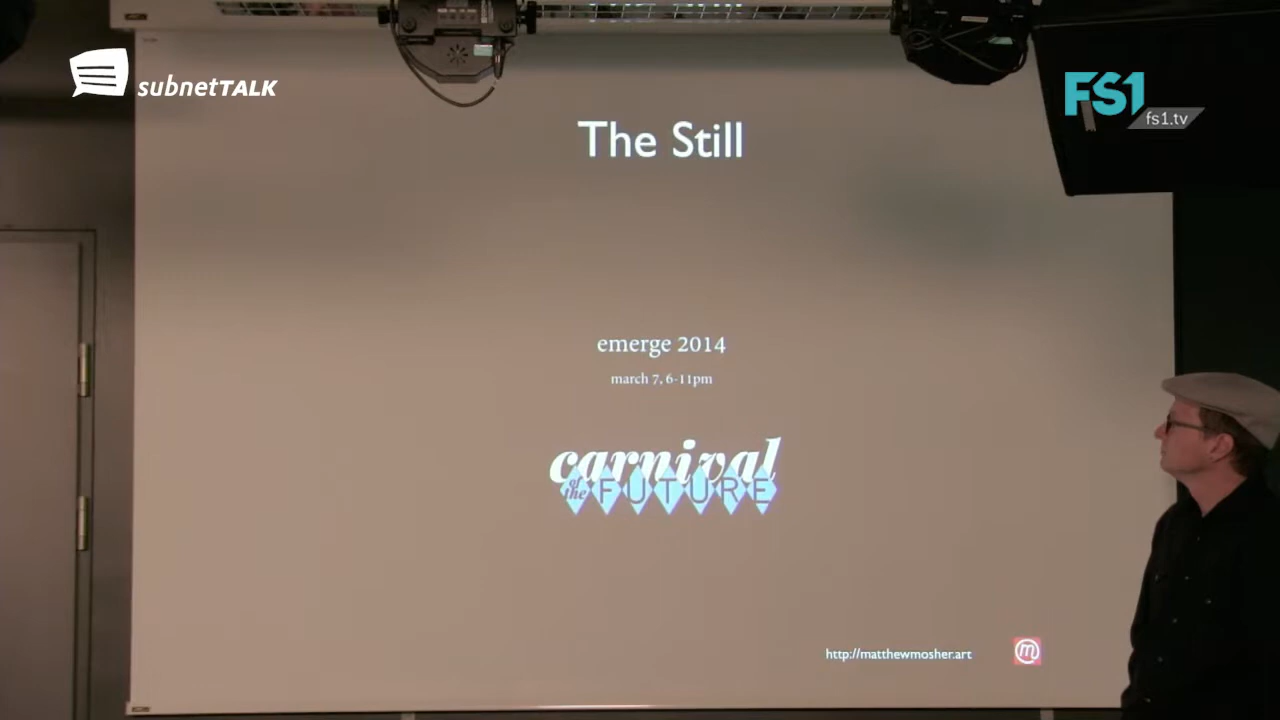 subnetTALK
FS1
fs1.tv
The Still
emerge 2014
march 7, 6-11pm
carnival
of the FUTURE
http://matthewmosher.art
m